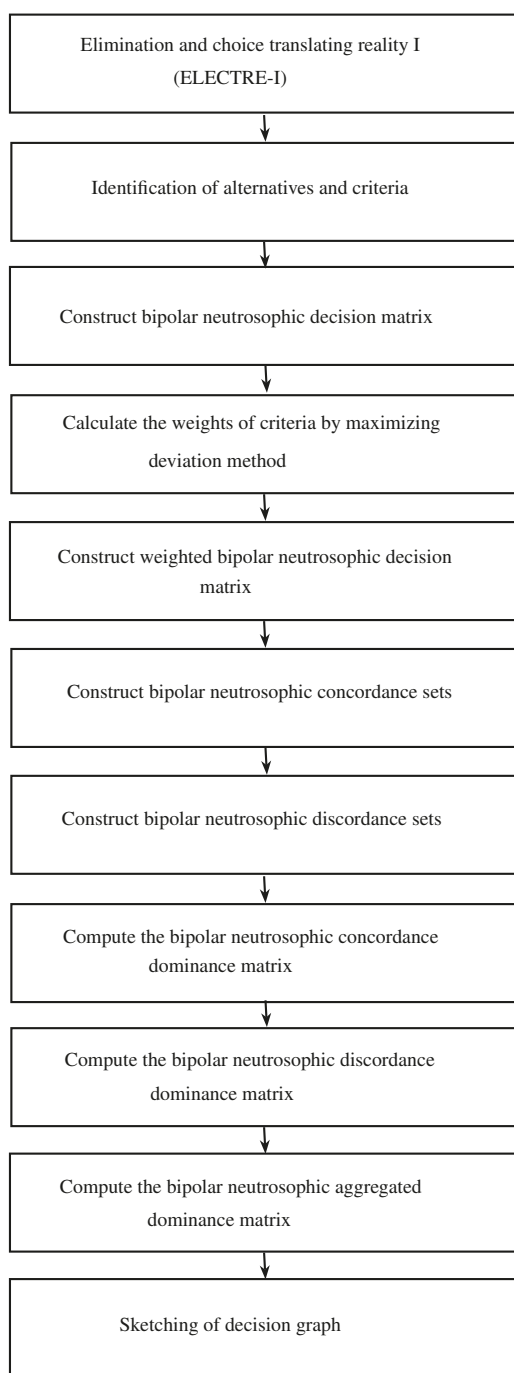 Elimination and choice translating reality I
(ELECTRE-I)
Identification of alternatives and criteria
Construct bipolar neutrosophic decision matrix
Calculate the weights of criteria by maximizing
deviation method
Construct weighted bipolar neutrosophic decision
matrix
Construct bipolar neutrosophic concordance sets
Construct bipolar neutrosophic discordance sets
Compute the bipolar neutrosophic concordance
dominance matrix
Compute the bipolar neutrosophic discordance
dominance matrix
Compute the bipolar neutrosophic aggregated
dominance matrix
Sketching of decision graph